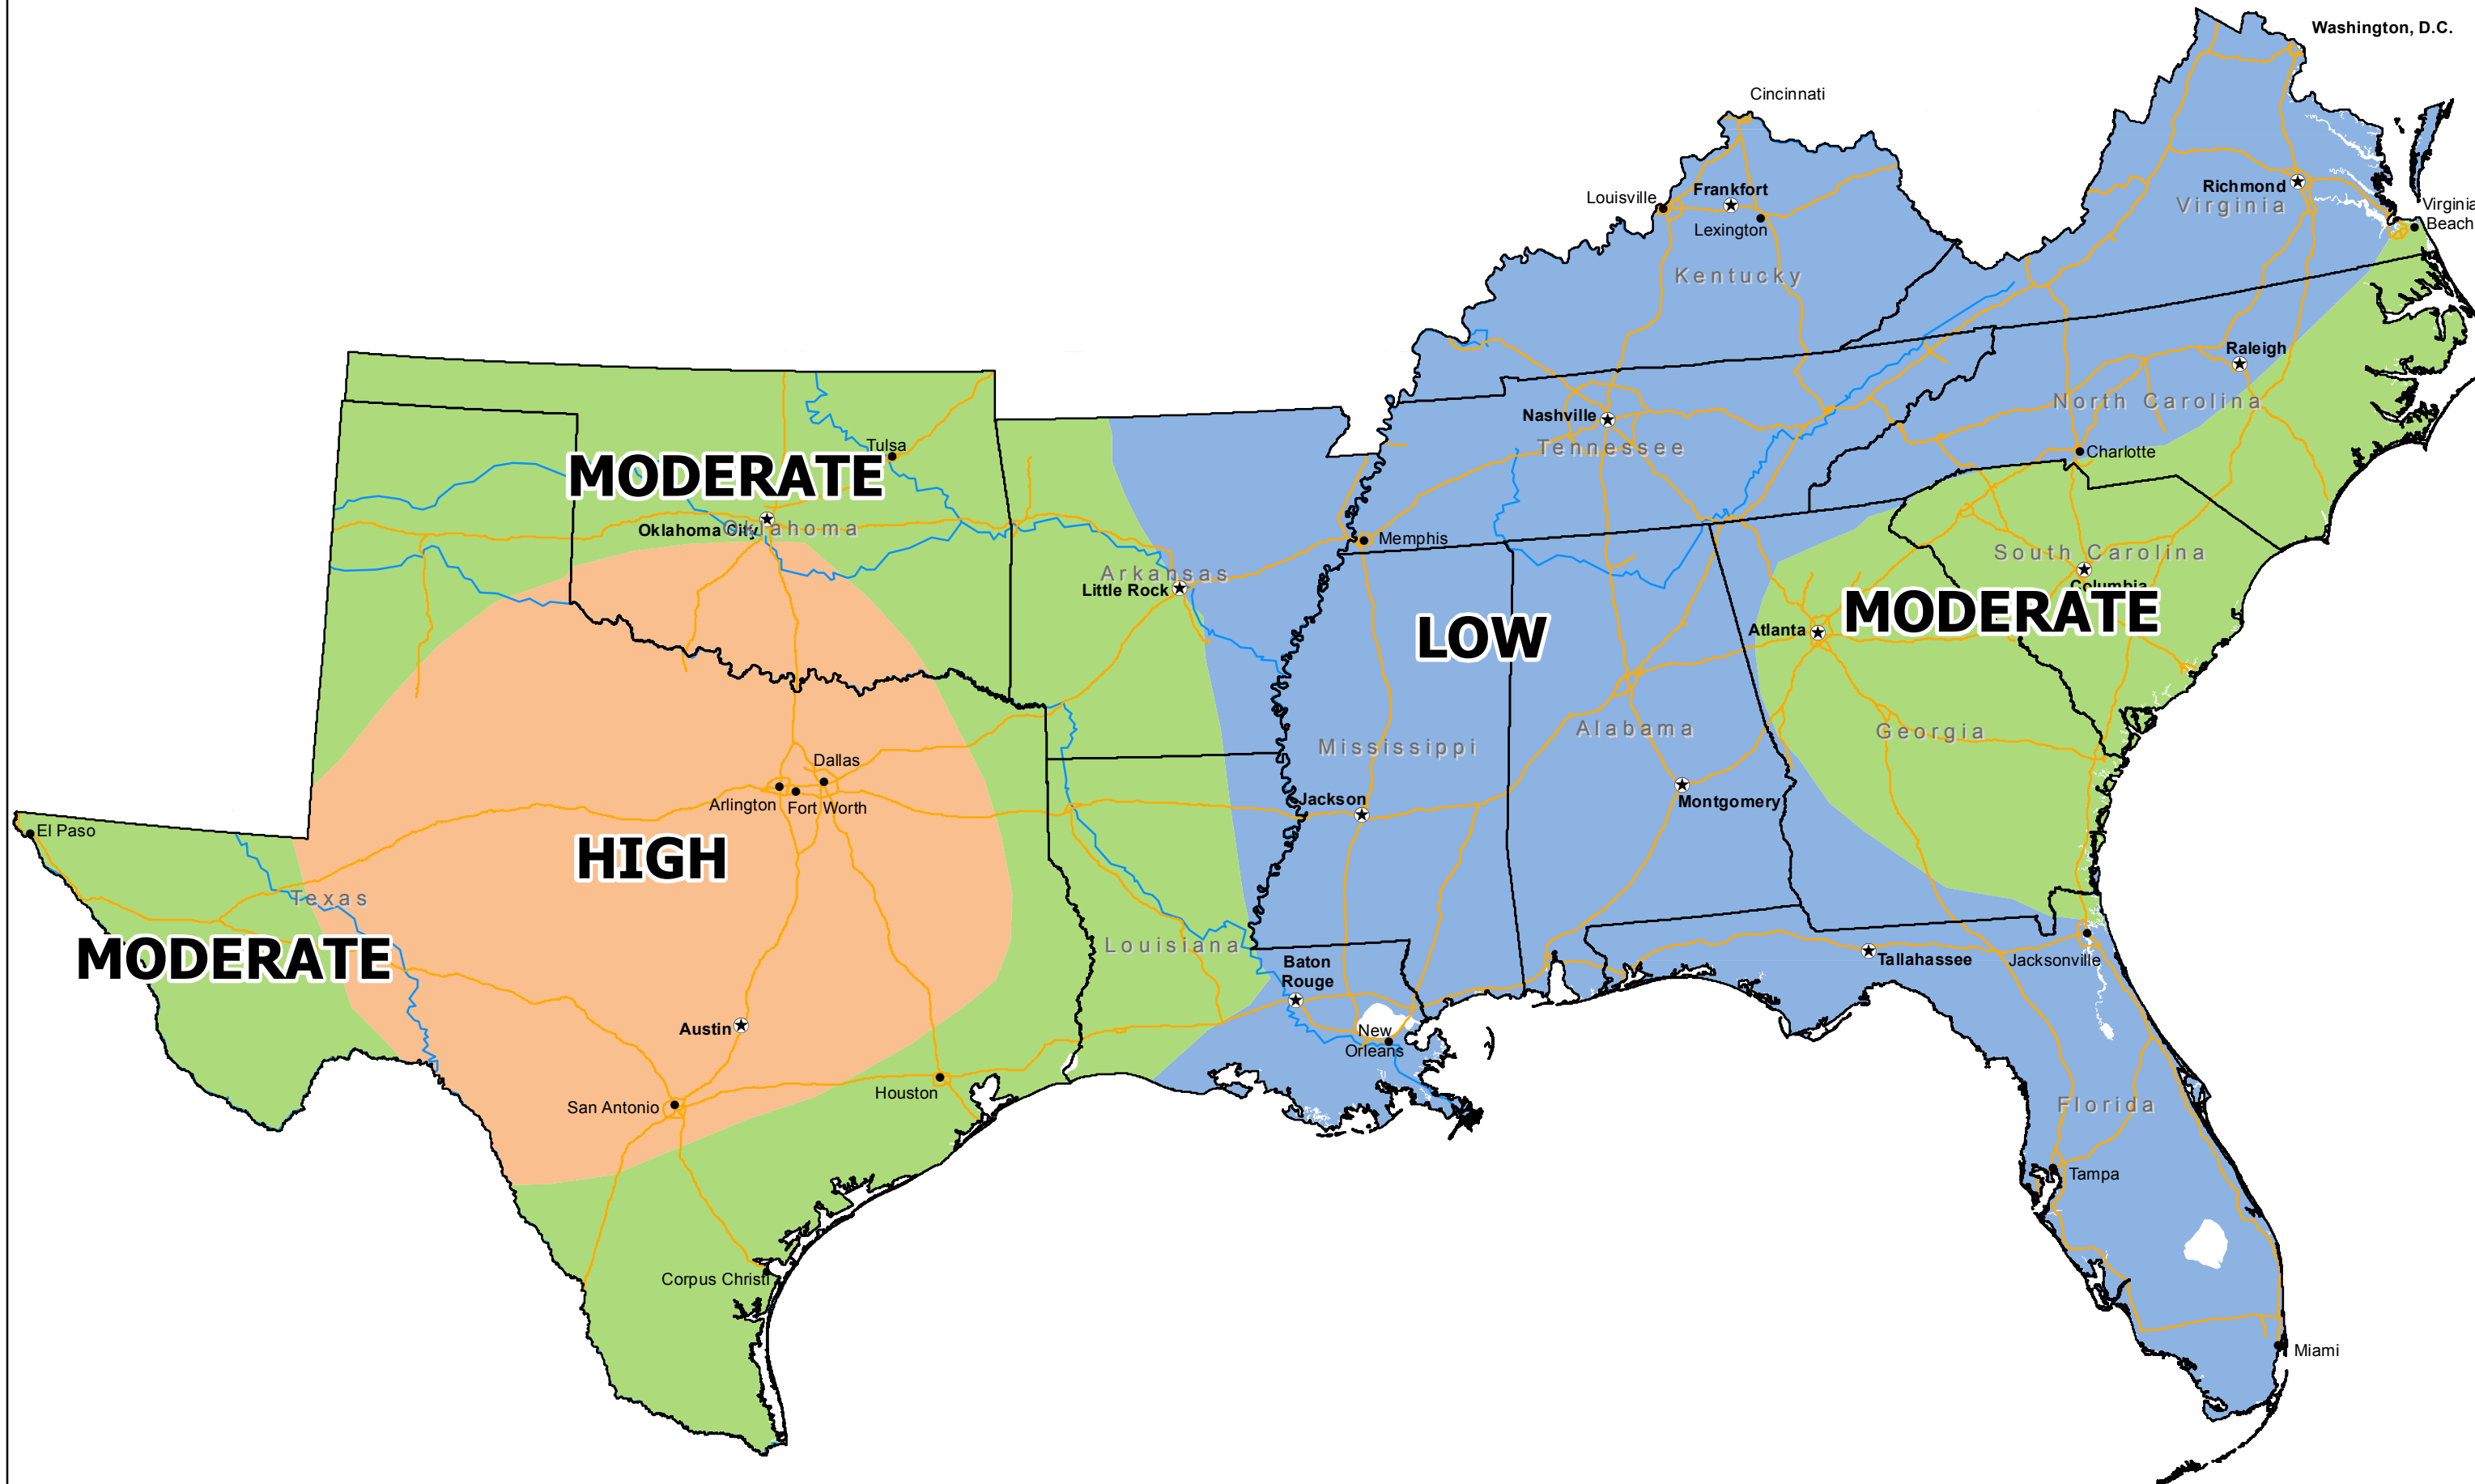 Washington, D.C.
Cincinnati
Louisville
Frankfort
Lexington
Richmond
Virginia
Virginia
Beach
Kentucky
Raleigh
North Carolina
Nashville
Tennessee
Charlotte
Tulsa
MODERATE
Oklahoma City
Oklahoma
Memphis
Arkansas
Little Rock
South Carolina
Columbia
MODERATE
LOW
Atlanta
Mississippi
Alabama
Georgia
Dallas
Arlington
Fort Worth
Jackson
Montgomery
El Paso
HIGH
Texas
MODERATE
Louisiana
Baton
Rouge
Tallahassee
Jacksonville
Austin
New
Orleans
Houston
San Antonio
Florida
Tampa
Corpus Christi
Miami